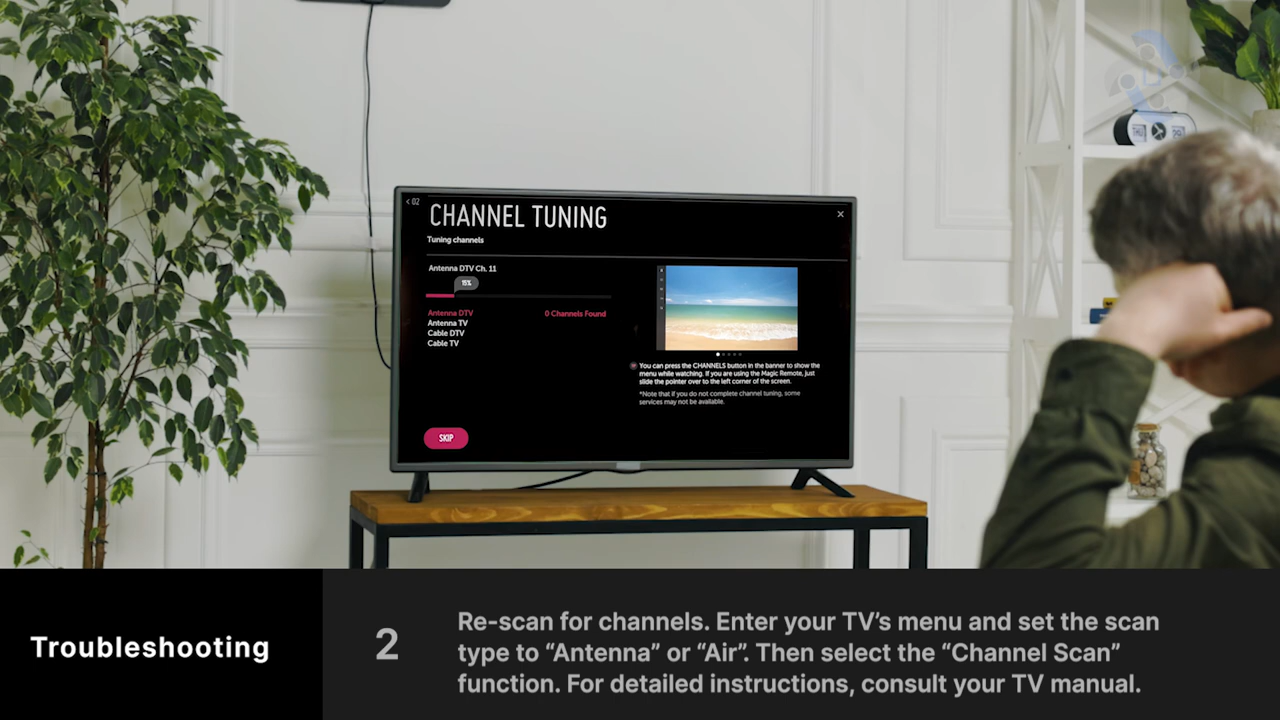 < 02
CHANNEL TUNING
×
Tuning channels
Antenna DTV Ch. 11
15%
Antenna DTV 0 Channels Found
Antenna TV
Cable DTV
Cable TV
You can press the CHANNELS button in the banner to show the
menu while watching. If you are using the Magic Remote, just
slide the pointer over to the left corner of the screen.
*Note that if you do not complete channel tuning, some
services may not be available.
SKIP
Troubleshooting
2
Re-scan for channels. Enter your TV’s menu and set the scan
type to “Antenna” or “Air”. Then select the “Channel Scan”
function. For detailed instructions, consult your TV manual.